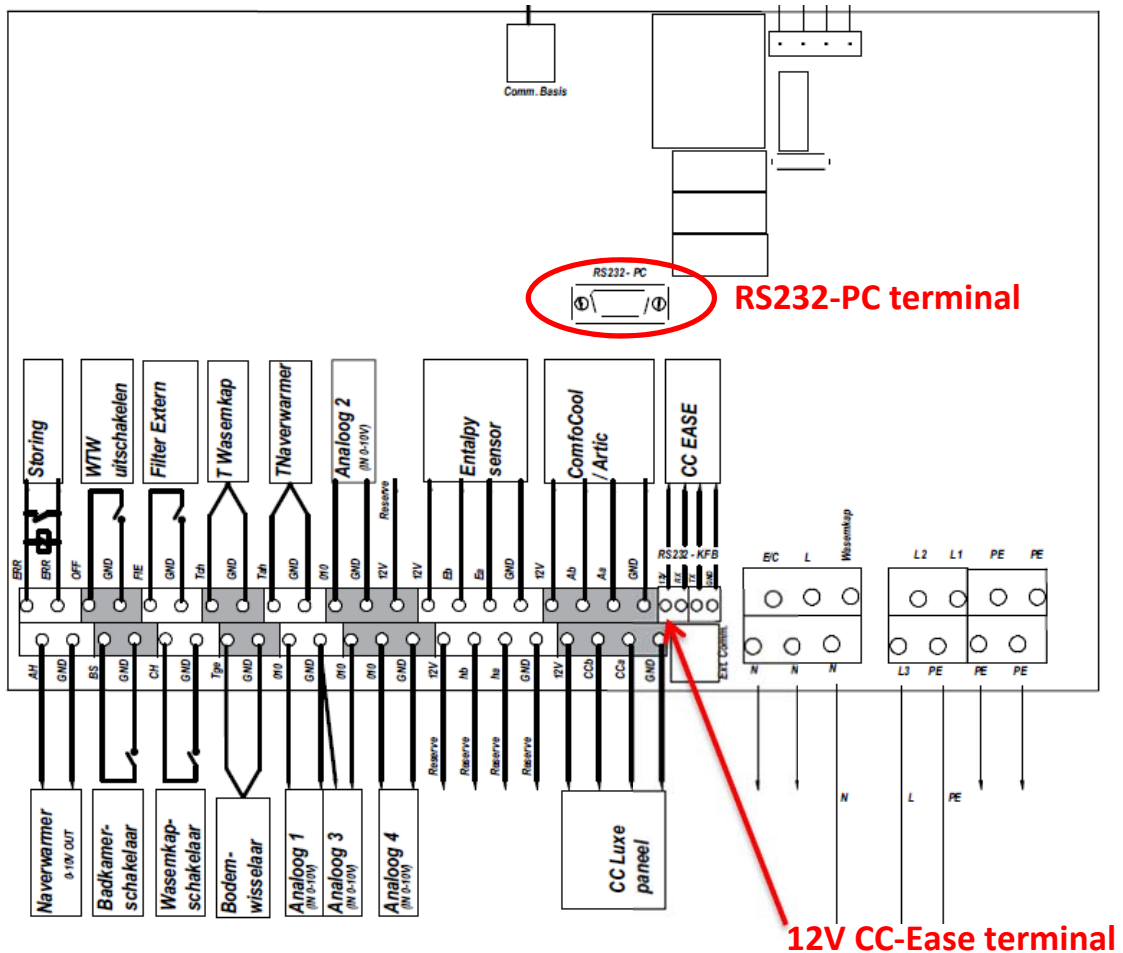 Comm. Basis
RS232- PC
RS232-PC terminal
Storing
WTW
uitschakelen
Filter Extern
T Wasemkap
TNaverwarmer
Analoog 2
(IN 0-10V)
Reserve
Entalpy
sensor
ComfoCool
/ Artic
CC EASE
RS232 - KFB
ERR
ERR
OFF
GND
FIE
GND
Tch
GND
Tah
GND
010
GND
12V
12V
Eb
Ea
GND
12V
Ab
Aa
GND
12V
RX
TX
GND
E/C
L
Wasemkap
L2
L1
PE
PE
AH
GND
BS
GND
CH
GND
Tge
GND
010
GND
010
010
GND
12V
hb
ha
GND
12V
CCb
CCa
GND
Ext. Comm.
N
N
N
L3
PE
PE
PE
Reserve
Reserve
Reserve
Reserve
N
L
PE
Naverwarmer
0-10V OUT
Badkamer-
schakelaar
Wasemkap-
schakelaar
Bodem-
wisselaar
Analoog 1
(IN 0-10V)
Analoog 3
(IN 0-10V)
Analoog 4
(IN 0-10V)
CC Luxe
paneel
12V CC-Ease terminal